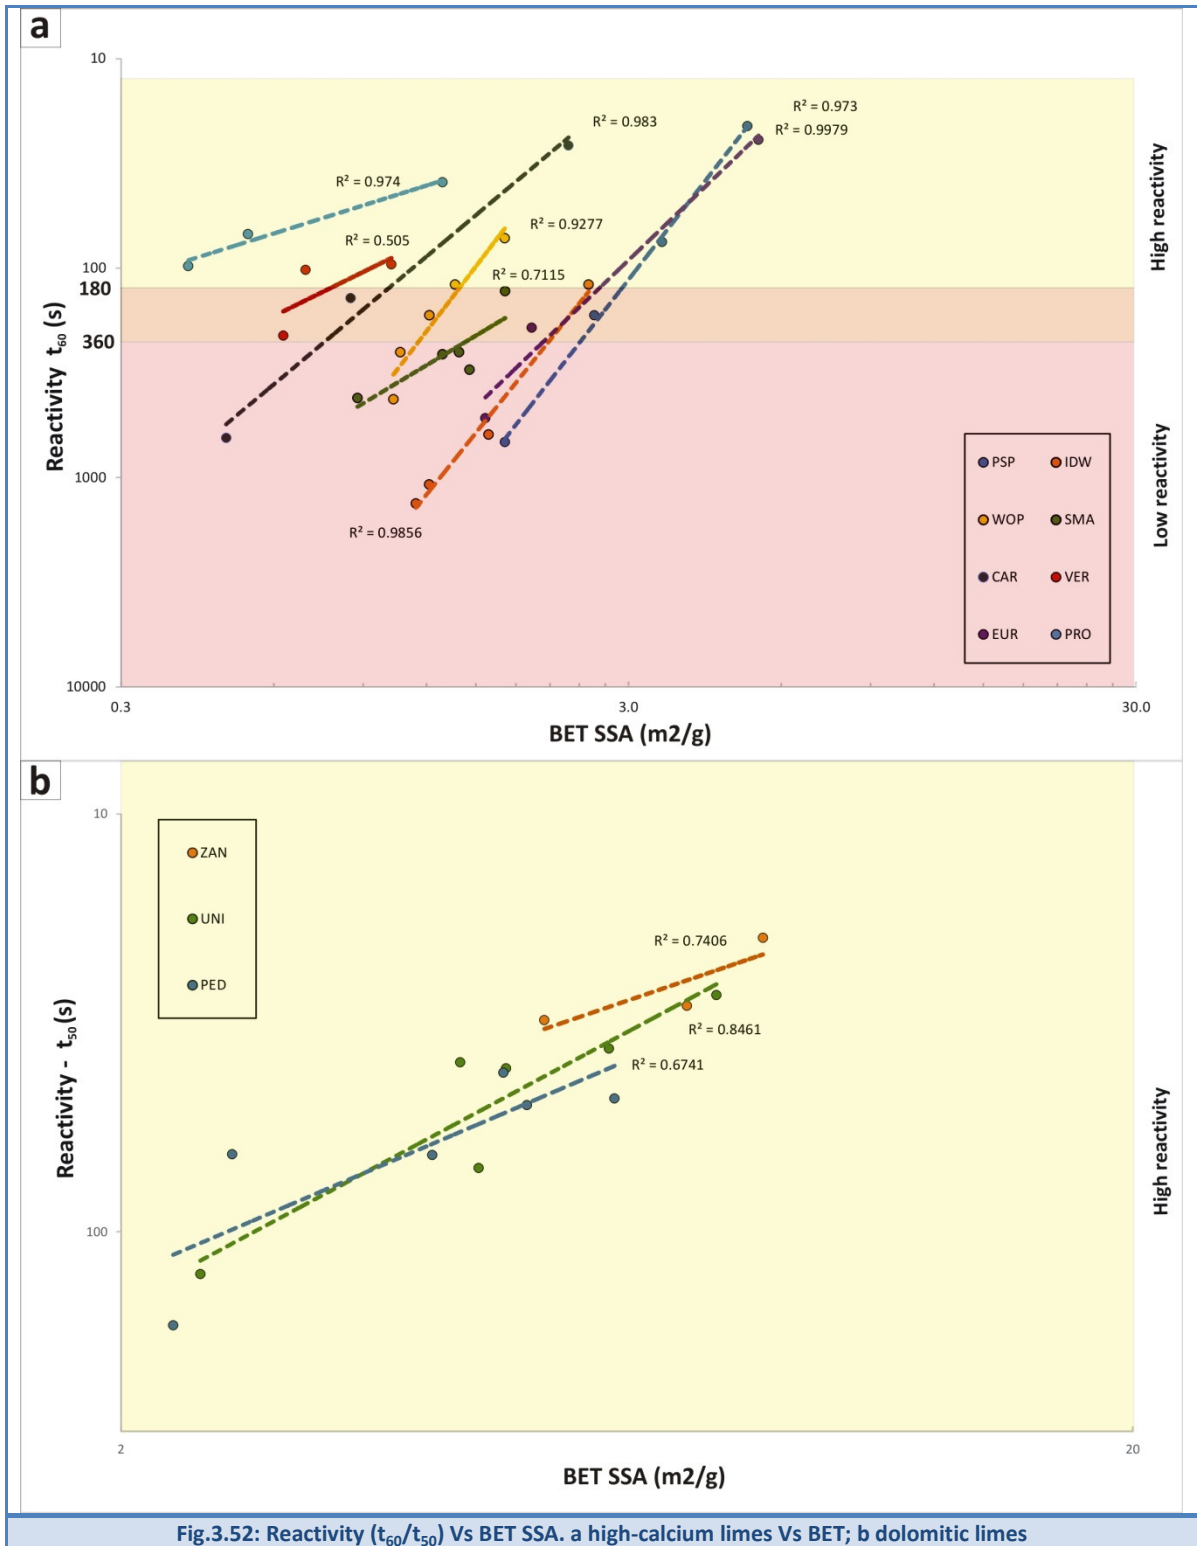 a
10
100
180
360
1000
10000
Reactivity t60 (s)
R² = 0.983
R² = 0.973
R² = 0.9979
R² = 0.974
R² = 0.505
R² = 0.9277
R² = 0.7115
R² = 0.9856
High reactivity
Low reactivity
PSP IDW
WOP SMA
CAR VER
EUR PRO
0.3 3.0 30.0
BET SSA (m2/g)
b
10
100
Reactivity - t50(s)
ZAN
UNI
PED
R² = 0.7406
R² = 0.8461
R² = 0.6741
High reactivity
2 20
BET SSA (m2/g)
Fig.3.52: Reactivity (t60/t50) Vs BET SSA. a high-calcium limes Vs BET; b dolomitic limes